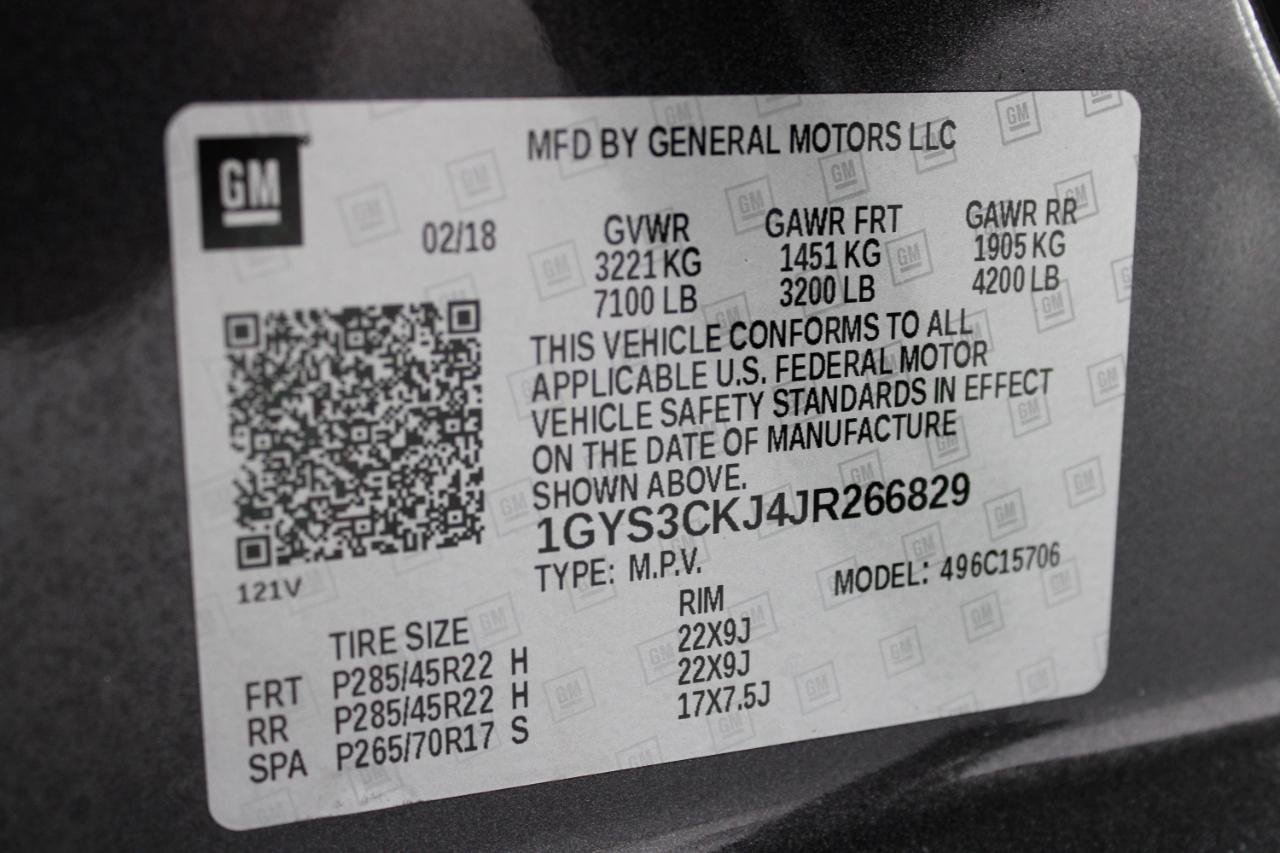 GM
MFD BY GENERAL MOTORS LLC
02/18
GVWR GAWR FRT GAWR RR
3221 KG 1451 KG 1905 KG
7100 LB 3200 LB 4200 LB
THIS VEHICLE CONFORMS TO ALL
APPLICABLE U.S. FEDERAL MOTOR
VEHICLE SAFETY STANDARDS IN EFFECT
ON THE DATE OF MANUFACTURE
SHOWN ABOVE.
1GYS3CKJ4JR266829
121V
TYPE: M.P.V. MODEL: 496C15706
TIRE SIZE RIM
FRT P285/45R22 H 22X9J
RR P285/45R22 H 22X9J
SPA P265/70R17 S 17X7.5J